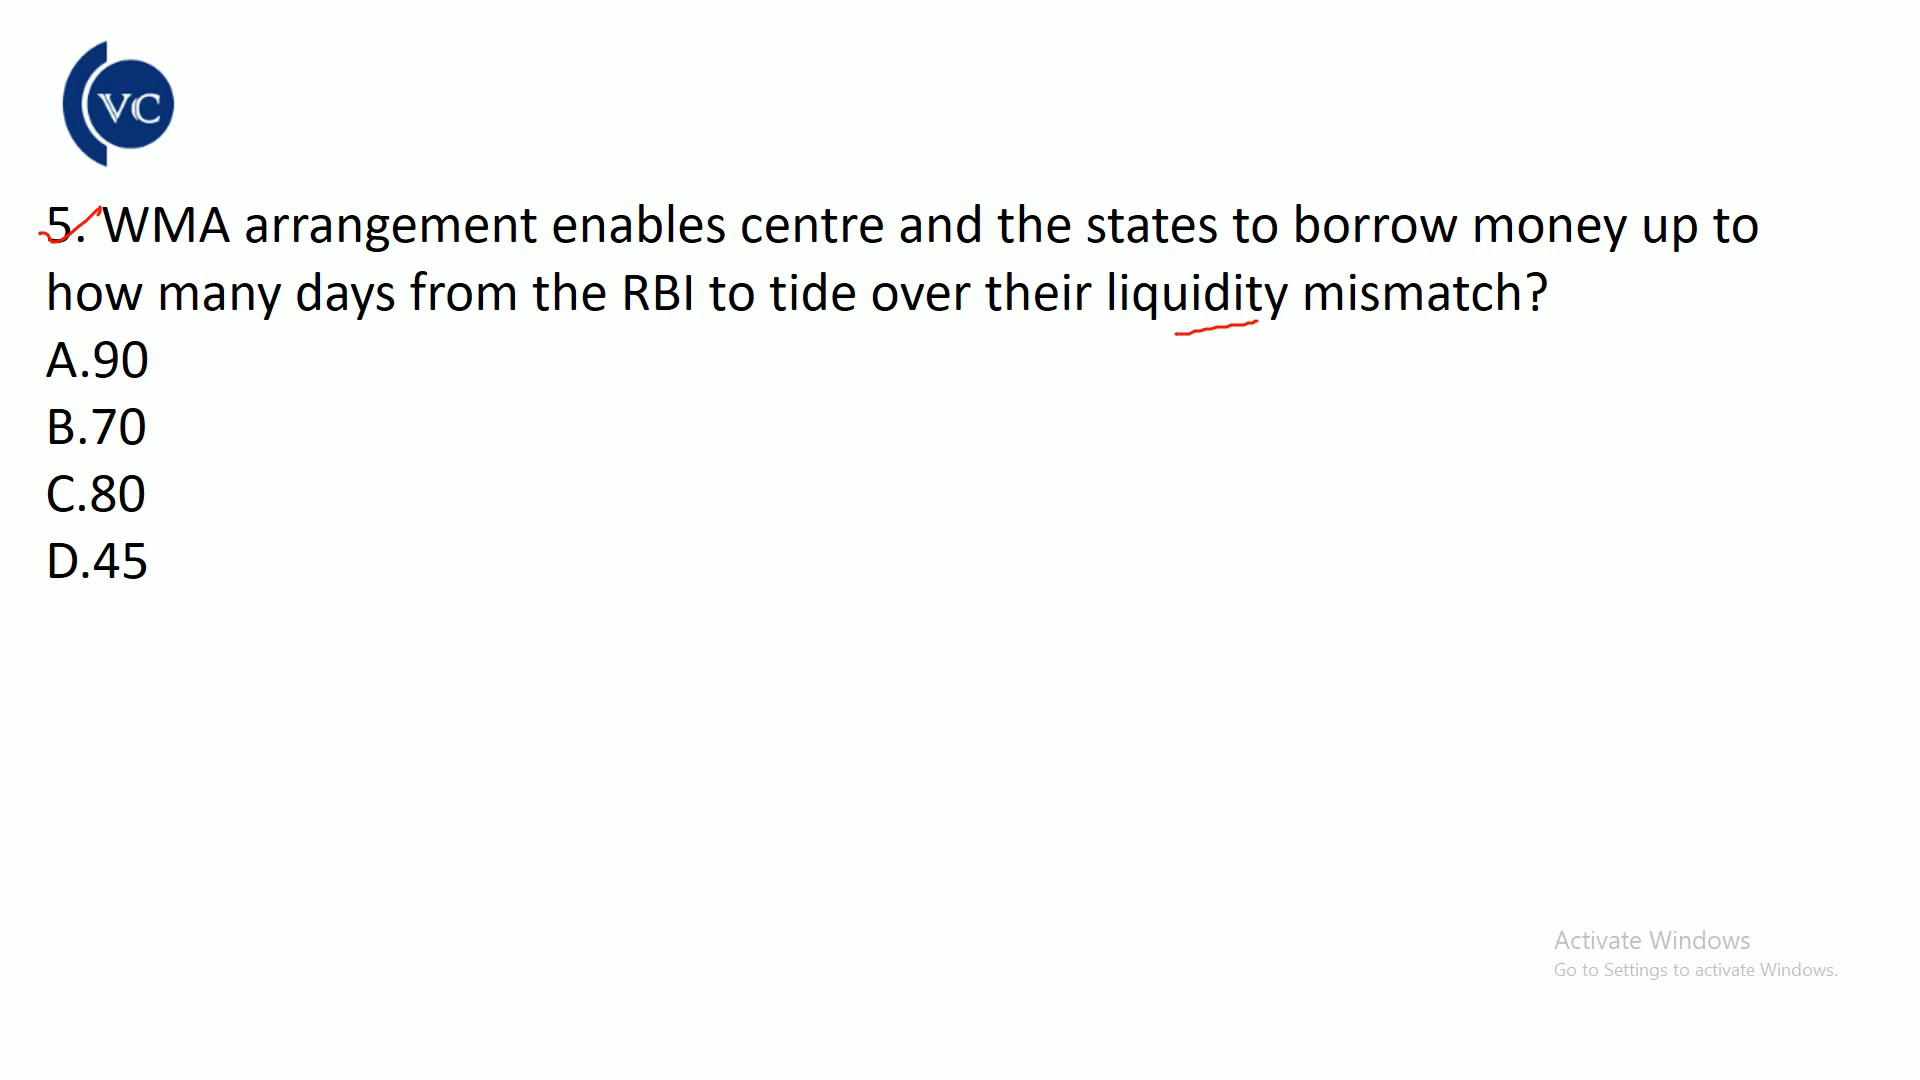 VC
5. WMA arrangement enables centre and the states to borrow money up to
how many days from the RBI to tide over their liquidity mismatch?
A.90
B.70
C.80
D.45
Activate Windows
Go to Settings to activate Windows.